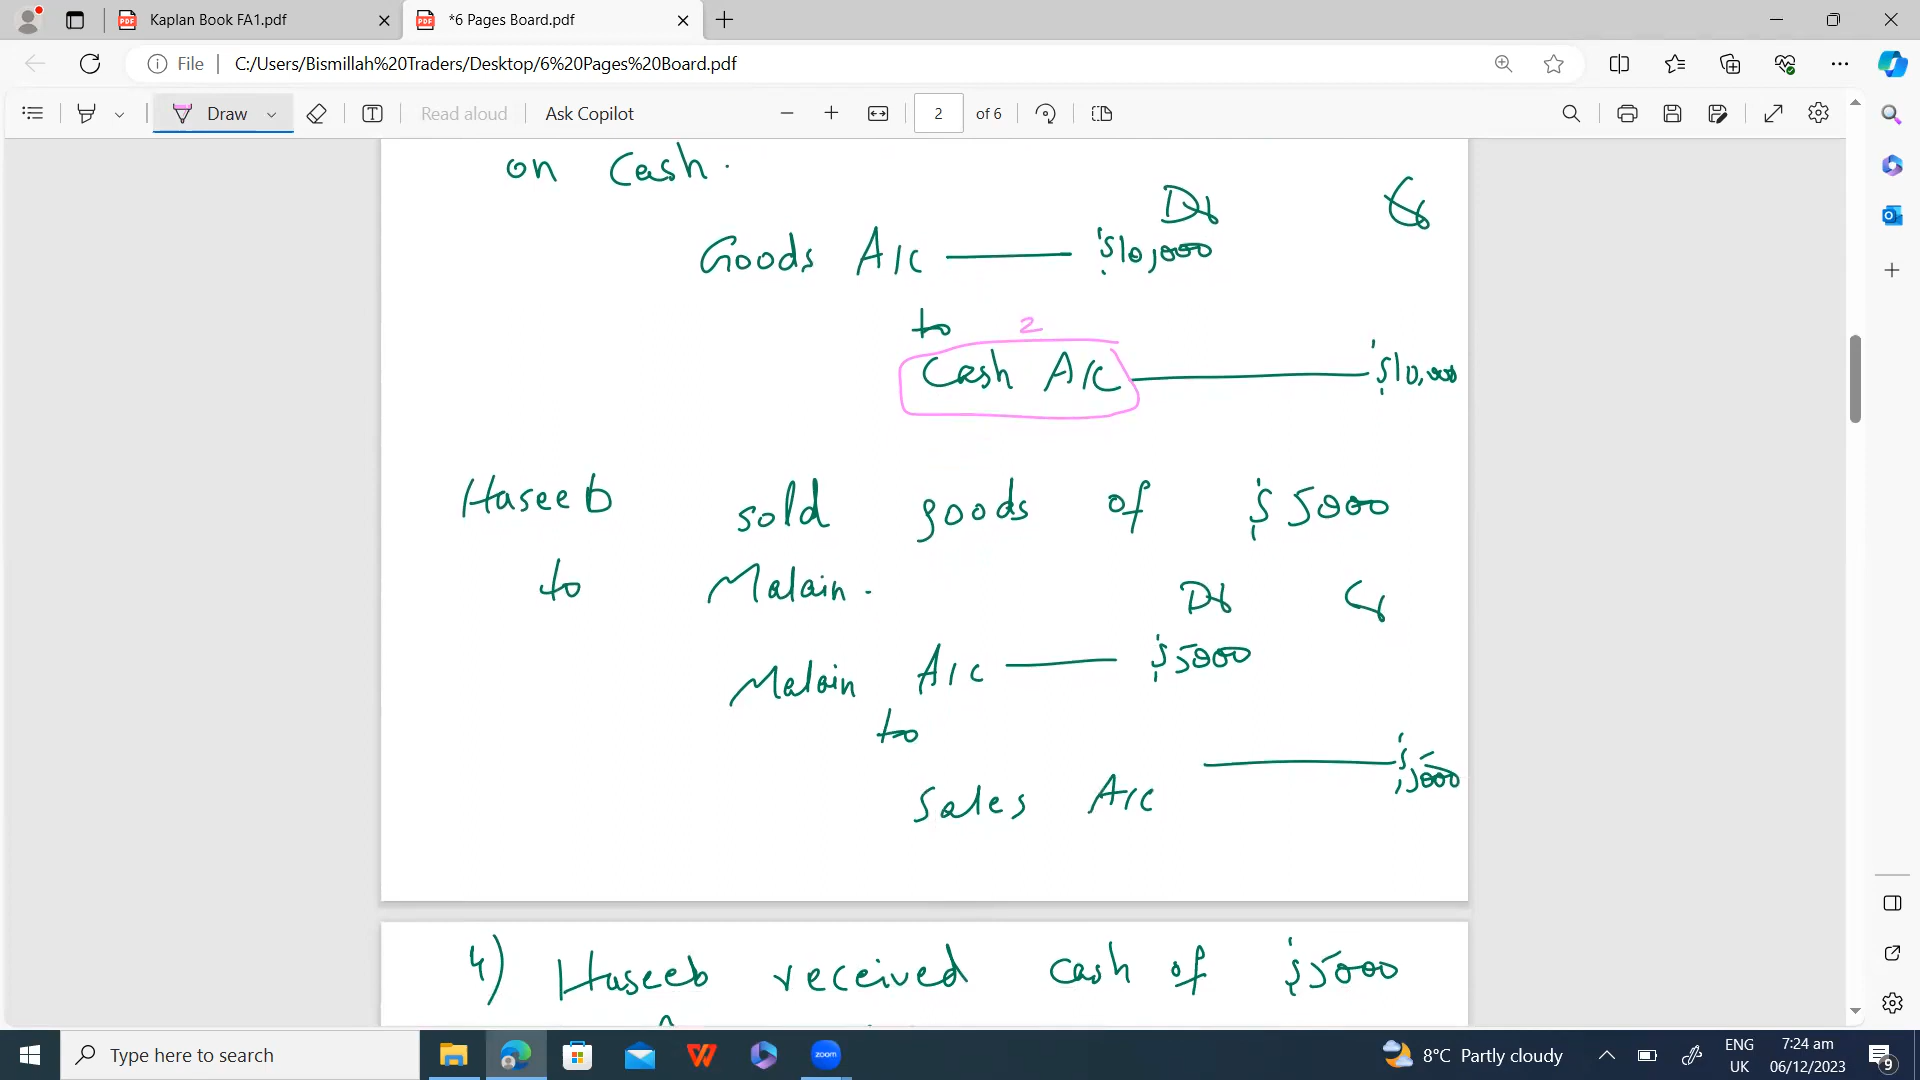 Kaplan Book FA1.pdf
*6 Pages Board.pdf
File
C:/Users/Bismillah%20Traders/Desktop/6%20Pages%20Board.pdf
Draw
Read aloud
Ask Copilot
2 of 6
on Cash.
Dr Cr
Goods A/C $10,000
to 2
Cash A/C $10,000
Haseeb sold goods of $5000
to Malain.
Dr Cr
Malain A/C $5000
to
Sales A/C $5000
4) Haseeb received cash of $5000
Type here to search
zoom
8°C Partly cloudy
ENG
UK
7:24 am
06/12/2023
9